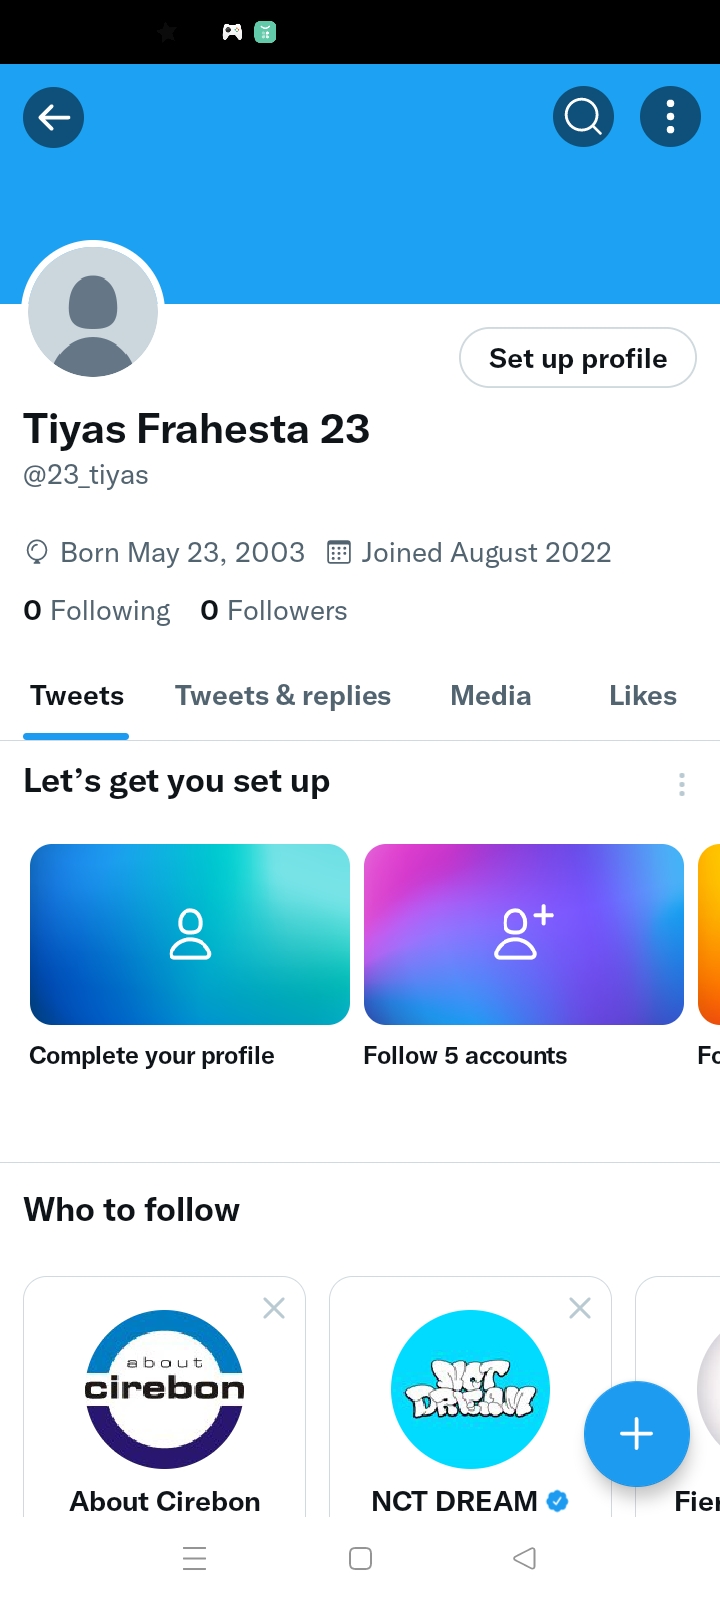 Set up profile
Tiyas Frahesta 23
@23_tiyas
Born May 23, 2003 Joined August 2022
0 Following 0 Followers
Tweets Tweets & replies Media Likes
Let’s get you set up
Complete your profile Follow 5 accounts
Who to follow
about
cirebon
NCT
DREAM
About Cirebon NCT DREAM